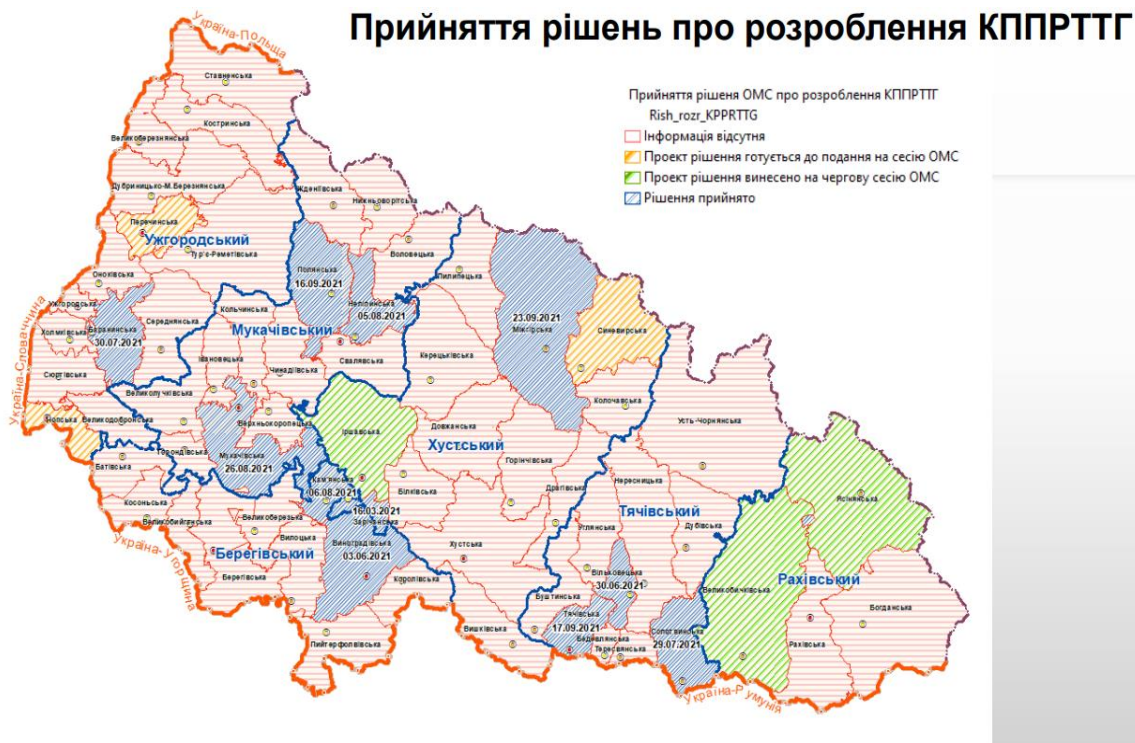 Прийняття рішень про розроблення КППРТТГ
Прийняття рішеня ОМС про розроблення КППРТТГ
Rish_rozr_KPPRTTG
Інформація відсутня
Проект рішення готується до подання на сесію ОМС
Проект рішення винесено на чергову сесію ОМС
Рішення прийнято
Україна-Польща
Ставненська
Костринська
Великоберезнянська
Дубриницько-М.Березнянська
Жденіївська
Нижньоворітська
Перечинська
Ужгородський
Тур'є-Реметівська
Воловецька
Пилипецька
Оноківська
Полянська
16.09.2021
Неліпинська
05.08.2021
Ужгородська
Кольчинська
23.09.2021
Міжгірська
Синевирська
Україна-Словаччина
Холмківська
Баранинська
30.07.2021
Середнянська
Мукачівський
Івановецька
Чинадіївська
Свалявська
Керецьківська
Сюртівська
Великолучківська
Колочавська
Чопська
Великодобронська
Верхньокоропецька
Іршавська
Довжанська
Усть-Чорнянська
Хустський
Батівська
Горондівська
Мукачівська
26.08.2021
Горінчівська
Кам'янська
06.08.2021
Білківська
Драгівська
Нересницька
Ясінянська
Косоньська
Великобийганська
Великоберезька
16.03.2021
Зарічанська
Тячівський
Углянська
Дубівська
Вилоцька
Виноградівська
03.06.2021
Хустська
Україна-Угорщина
Берегівський
Берегівська
Королівська
Вільховецька
30.06.2021
Великобичківська
Рахівський
Буштинська
Богданська
Тячівська
17.09.2021
Вишківська
Бедевлянська
Тересвянська
Солотвинська
29.07.2021
Рахівська
Пийтерфолвівська
Україна-Румунія